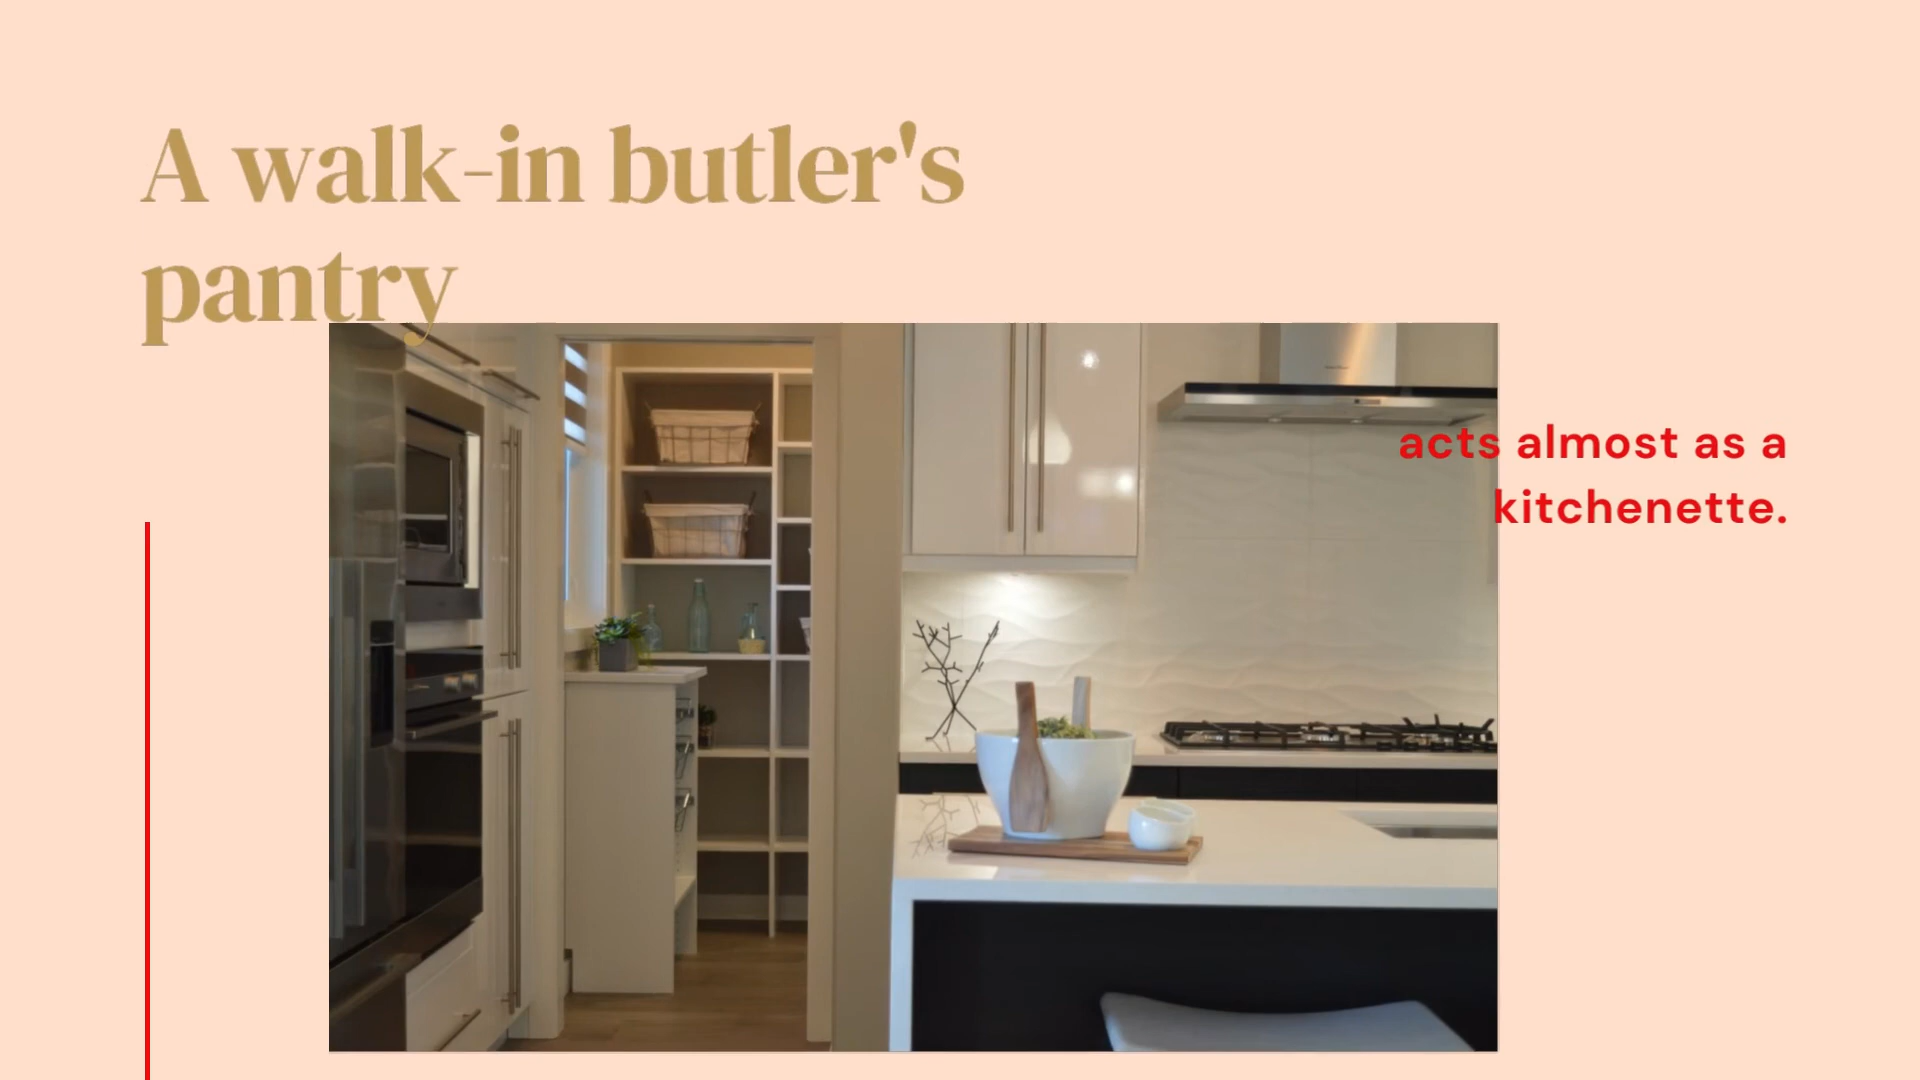 A walk-in butler's
pantry
acts almost as a
kitchenette.